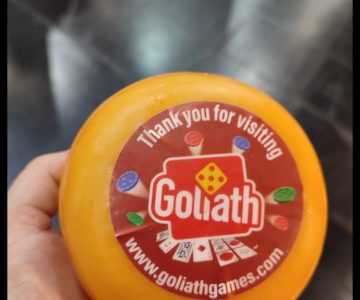 Thank you for visiting
Goliath
www.goliathgames.com